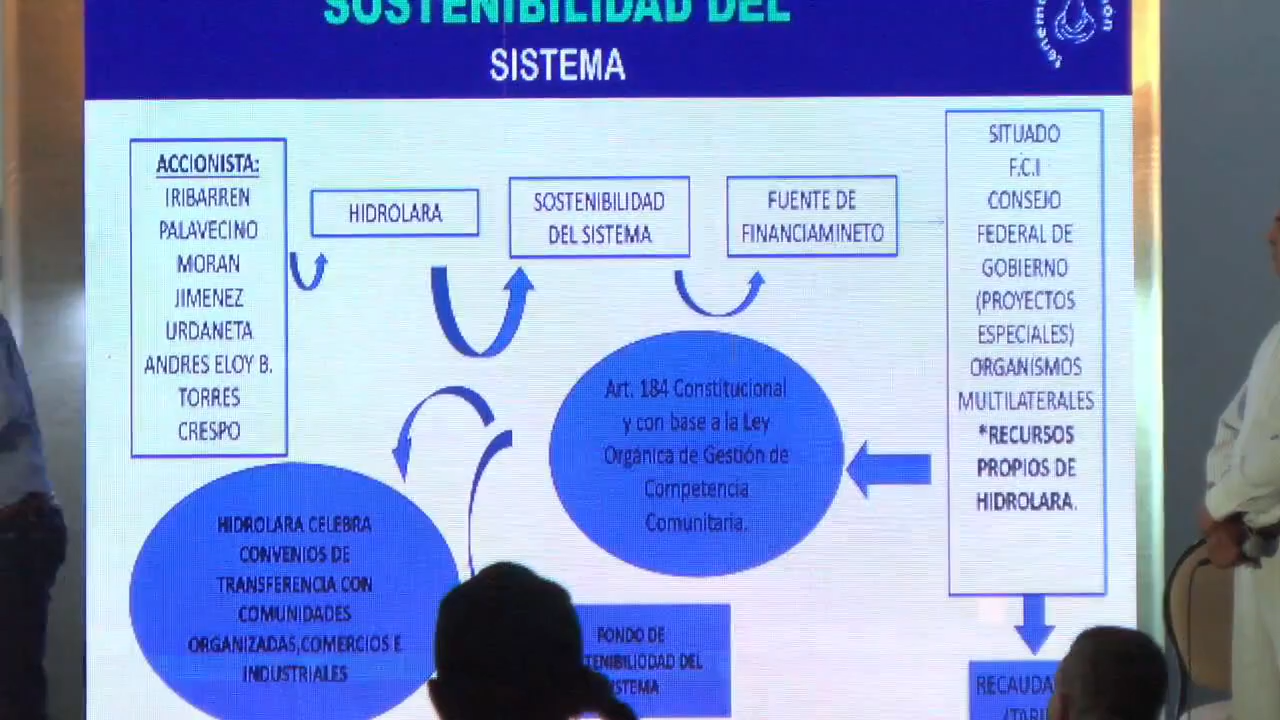 SOSTENIBILIDAD DEL
SISTEMA
ACCIONISTA:
IRIBARREN
PALAVECINO
MORAN
JIMENEZ
URDANETA
ANDRES ELOY B.
TORRES
CRESPO
HIDROLARA
SOSTENIBILIDAD
DEL SISTEMA
FUENTE DE
FINANCIAMINETO
SITUADO
F.C.I
CONSEJO
FEDERAL DE
GOBIERNO
(PROYECTOS
ESPECIALES)
ORGANISMOS
MULTILATERALES
*RECURSOS
PROPIOS DE
HIDROLARA.
Art. 184 Constitucional
y con base a la Ley
Orgánica de Gestión de
Competencia
Comunitaria.
HIDROLARA CELEBRA
CONVENIOS DE
TRANSFERENCIA CON
COMUNIDADES
ORGANIZADAS,COMERCIOS E
INDUSTRIALES
FONDO DE
DEL